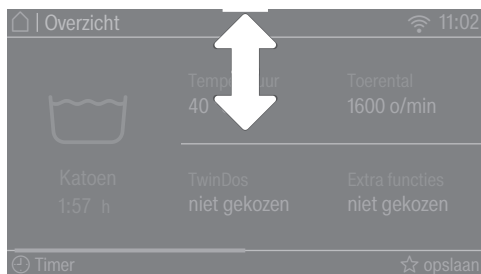 | Overzicht 11:02
Toerental
40 1600 o/min
Katoen
1:57 h
TwinDos Extra functies
niet gekozen niet gekozen
Timer opslaan